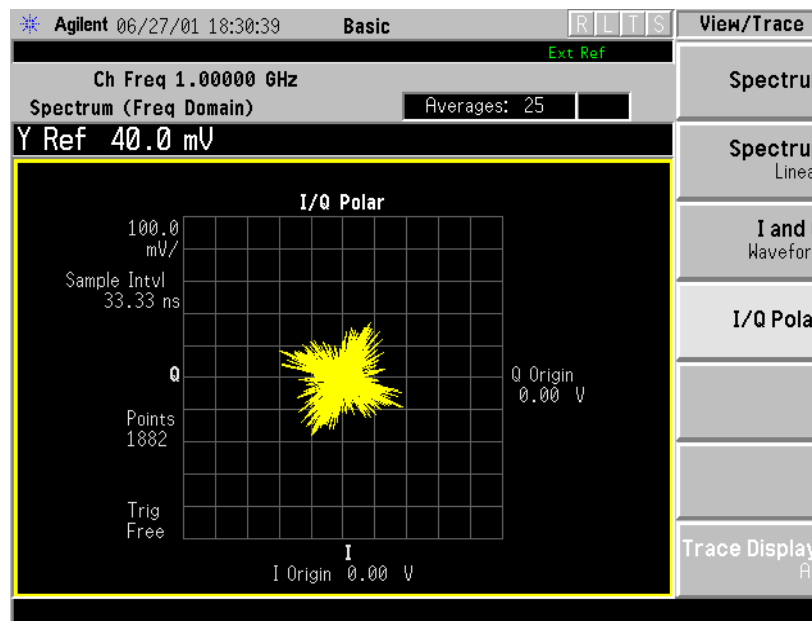 Agilent 06/27/01 18:30:39 Basic R L T S View/Trace
Ext Ref
Ch Freq 1.00000 GHz
Spectrum (Freq Domain) Averages: 25
Y Ref 40.0 mV
I/Q Polar
100.0
mV/
Sample Intvl
33.33 ns
Q
Q Origin
0.00 V
Points
1882
Trig
Free
I
I Origin 0.00 V
Spectru
Spectru
Linea
I and
Wavefor
I/Q Pola
Trace Display
A